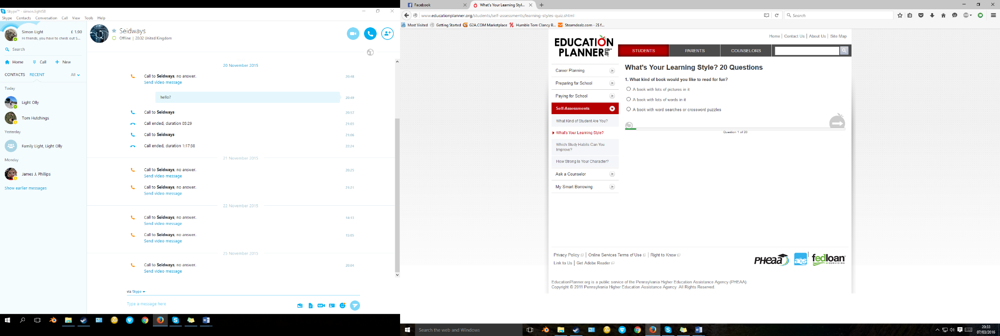 Skype™ - simon.light58
Skype Contacts Conversation Call View Tools Help
Simon Light £ 1.90
Hi friends, you have to check out S...
Search
Home Call New
CONTACTS RECENT All
Today
Light Olly
Tom Hutchings
Yesterday
Family Light, Light Olly
Monday
James J. Phillips
Show earlier messages
Seidways
Offline | 20:32 United Kingdom
20 November 2015
Call to Seidways, no answer. 20:48
Send video message
hello? 20:49
Call to Seidways 20:57
Call ended, duration 05:29 21:03
Call to Seidways 21:06
Call ended, duration 1:17:58 22:24
21 November 2015
Call to Seidways, no answer. 20:25
Send video message
Call to Seidways, no answer. 21:21
Send video message
22 November 2015
Call to Seidways, no answer. 14:13
Send video message
Call to Seidways, no answer. 15:05
Send video message
25 November 2015
Call to Seidways, no answer. 20:04
Send video message
via Skype
Type a message here
Facebook
What's Your Learning Styl...
www.educationplanner.org/students/self-assessments/learning-styles-quiz.shtml
Search
Most Visited Getting Started G2A.COM Marketplace Humble Tom Clancy B... Steamdealz.com - 2$ f...
EDUCATION
PLANNER.ORG
Home | Contact Us | About Us | Site Map
STUDENTS PARENTS COUNSELORS
Career Planning
Preparing for School
Paying for School
Self-Assessments
What Kind of Student Are You?
What's Your Learning Style?
Which Study Habits Can You
Improve?
How Strong Is Your Character?
Ask a Counselor
My Smart Borrowing
What's Your Learning Style? 20 Questions
1. What kind of book would you like to read for fun?
A book with lots of pictures in it
A book with lots of words in it
A book with word searches or crossword puzzles
Question 1 of 20
Privacy Policy | Online Services Terms of Use | Right to Know
Link to Us | Get Adobe Reader
PHEAA aes fedloan
SERVICING
EducationPlanner.org is a public service of the Pennsylvania Higher Education Assistance Agency (PHEAA).
Copyright © 2011 Pennsylvania Higher Education Assistance Agency. All Rights Reserved.
Search the web and Windows
20:33
07/03/2016